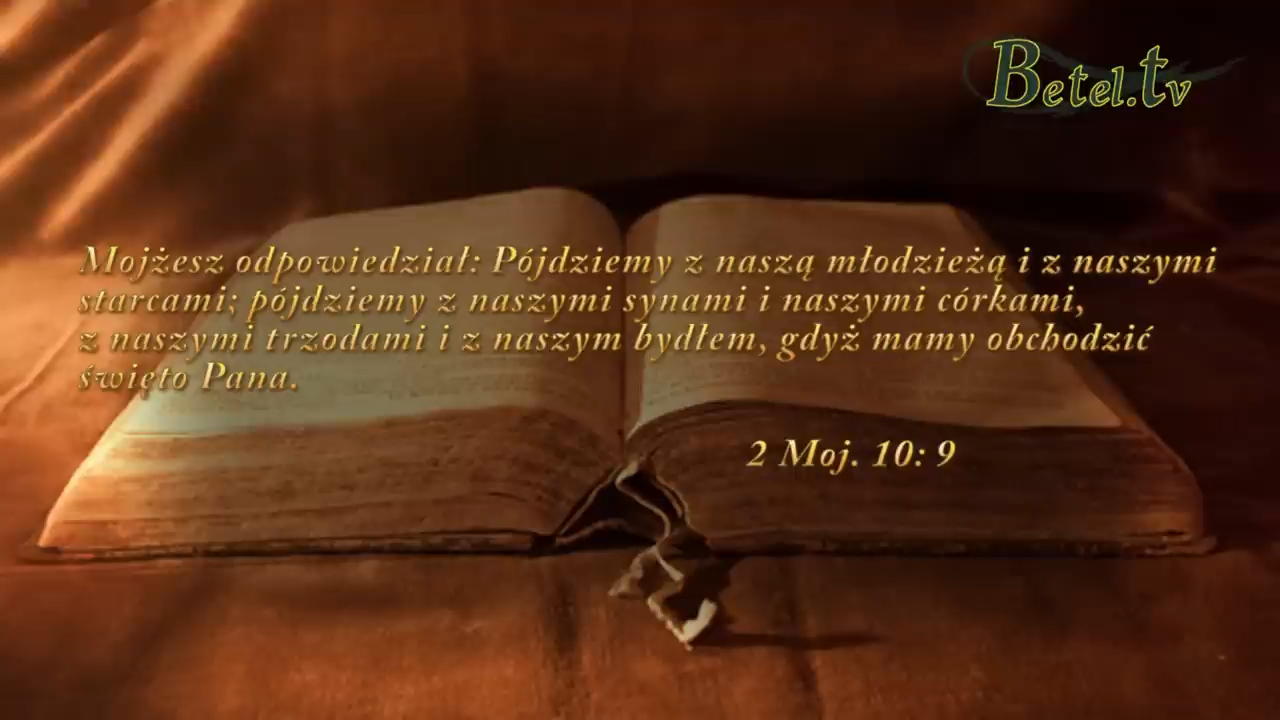 Betel.tv
Mojżesz odpowiedział: Pójdziemy z naszą młodzieżą i z naszymi
starcami; pójdziemy z naszymi synami i naszymi córkami,
z naszymi trzodami i z naszym bydłem, gdyż mamy obchodzić
święto Pana.
2 Moj. 10: 9